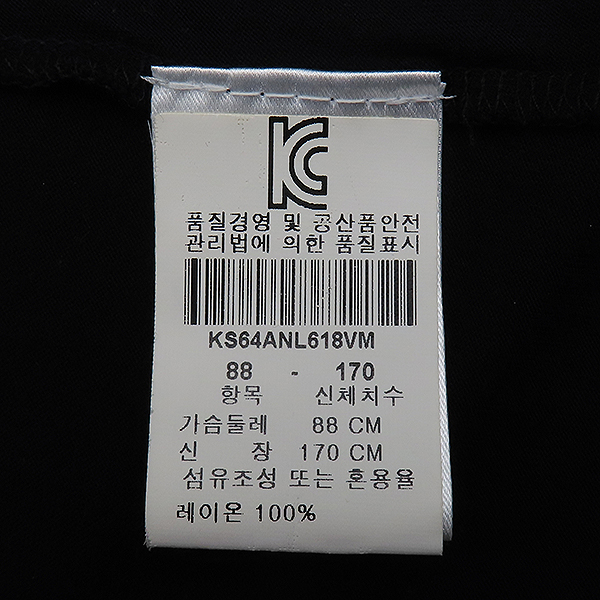 KC
품질경영 및 공산품안전
관리법에 의한 품질표시
KS64ANL618VM
88 - 170
항목 신체치수
가슴둘레 88 CM
신 장 170 CM
섬유조성 또는 혼용율
레이온 100%